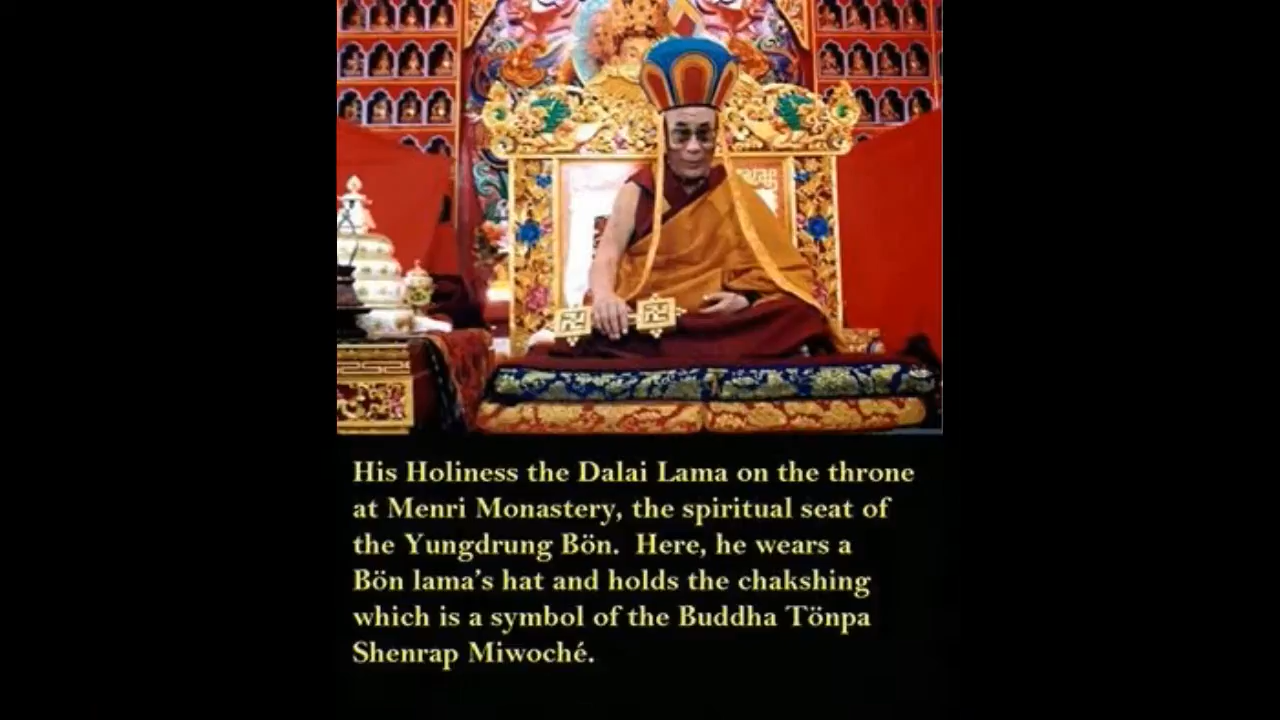 His Holiness the Dalai Lama on the throne
at Menri Monastery, the spiritual seat of
the Yungdrung Bön.  Here, he wears a
Bön lama's hat and holds the chakshing
which is a symbol of the Buddha Tönpa
Shenrap Miwoché.